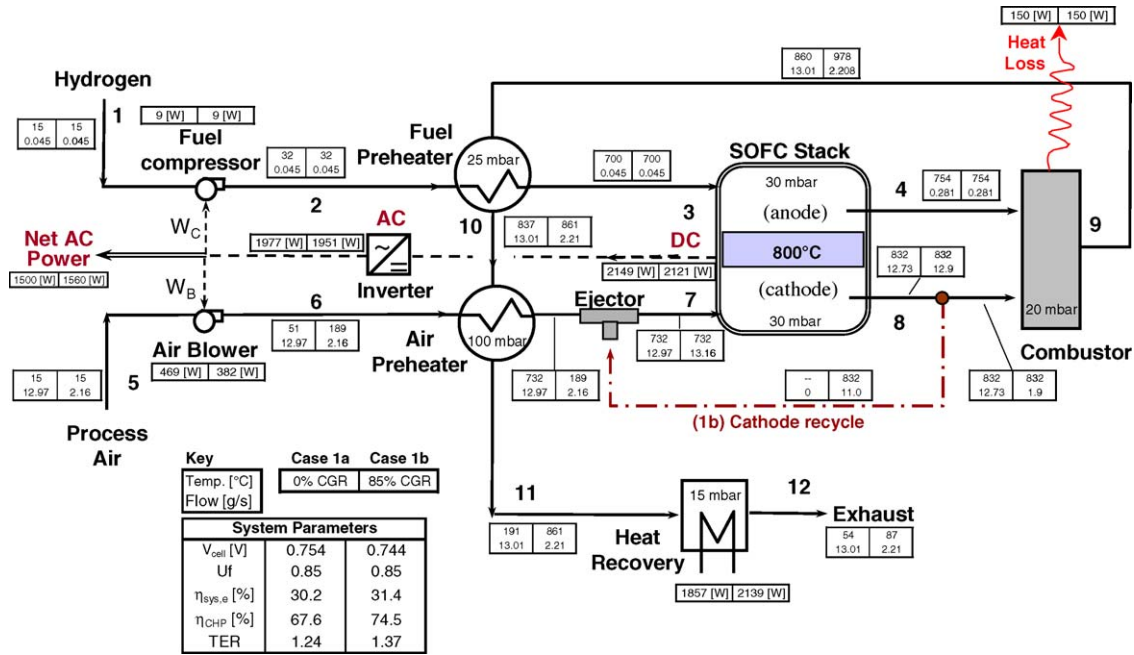 150 [W] 150 [W]
Heat
Loss
860 978
13.01 2.208
Hydrogen
1
15 15
0.045 0.045
9 [W] 9 [W]
Fuel
compressor
32 32
0.045 0.045
2
Fuel
Preheater
25 mbar
700 700
0.045 0.045
3
SOFC Stack
30 mbar
(anode)
800°C
(cathode)
30 mbar
4
754 754
0.281 0.281
9
10
837 861
13.01 2.21
W_C
AC
Net AC
Power
1500 [W] 1560 [W]
1977 [W] 1951 [W]
Inverter
DC
2149 [W] 2121 [W]
832 832
12.73 12.9
W_B
6
51 189
12.97 2.16
Air Blower
469 [W] 382 [W]
100 mbar
Air
Preheater
Ejector
7
732 732
12.97 13.16
8
20 mbar
Combustor
15 15
12.97 2.16
5
Process
Air
732 189
12.97 2.16
-- 832
0 11.0
832 832
12.73 1.9
(1b) Cathode recycle
Key Case 1a Case 1b
Temp. [°C] 0% CGR 85% CGR
Flow [g/s]
System Parameters
V_cell [V] 0.754 0.744
Uf 0.85 0.85
η_sys,e [%] 30.2 31.4
η_CHP [%] 67.6 74.5
TER 1.24 1.37
11
191 861
13.01 2.21
15 mbar
Heat
Recovery
1857 [W] 2139 [W]
12
Exhaust
54 87
13.01 2.21